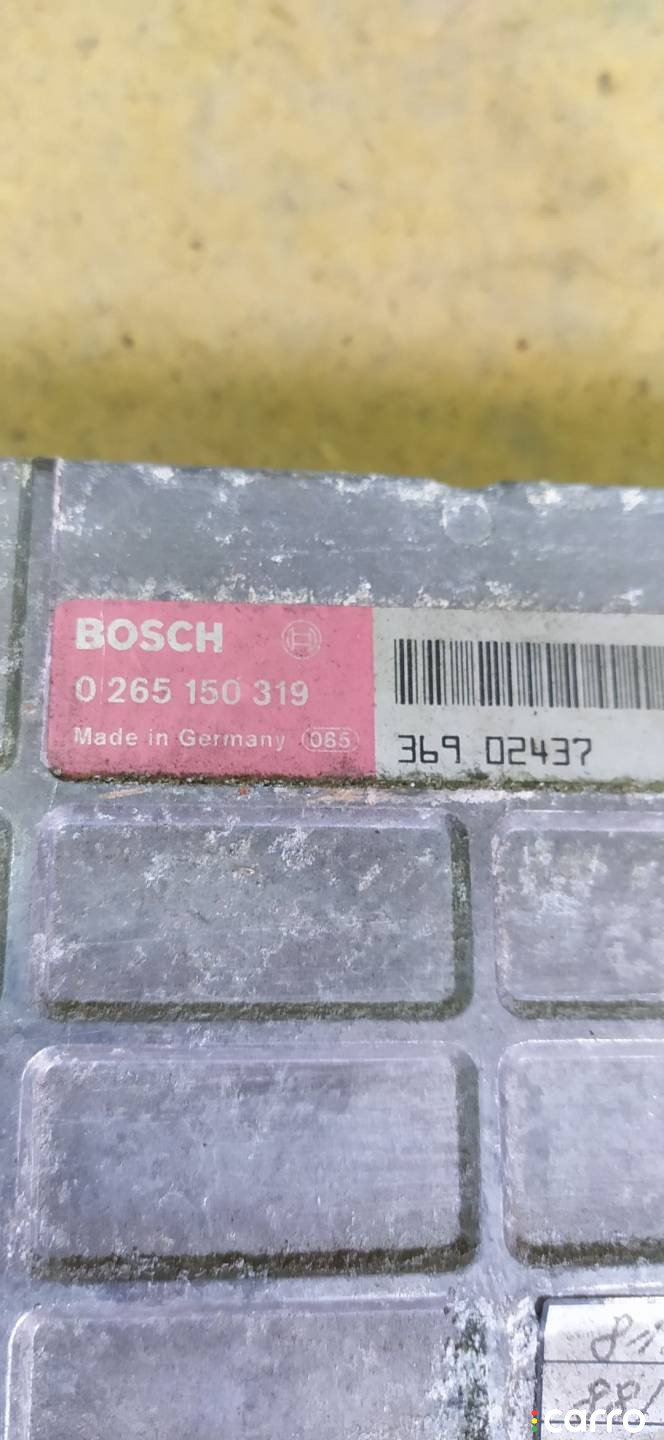 BOSCH
0 265 150 319
Made in Germany 065
369 02437
carro